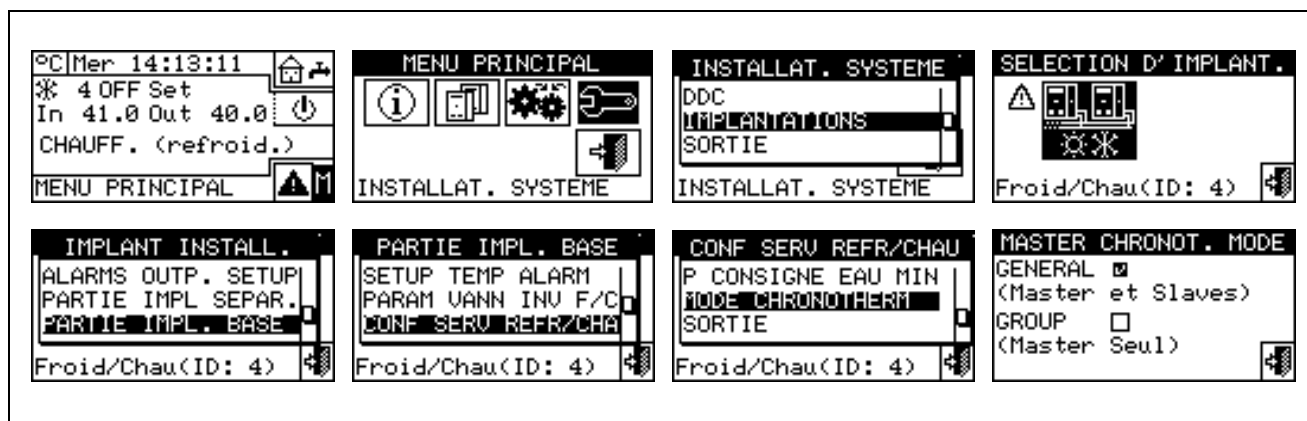 °C Mer 14:13:11
4 OFF Set
In 41.0 Out 40.0
CHAUFF. (refroid.)
MENU PRINCIPAL M
MENU PRINCIPAL
INSTALLAT. SYSTEME
INSTALLAT. SYSTEME
DDC
IMPLANTATIONS
SORTIE
INSTALLAT. SYSTEME
SELECTION D'IMPLANT.
Froid/Chau(ID: 4)
IMPLANT INSTALL.
ALARMS OUTP. SETUP
PARTIE IMPL SEPAR.
PARTIE IMPL. BASE
Froid/Chau(ID: 4)
PARTIE IMPL. BASE
SETUP TEMP ALARM
PARAM VANN INV F/C
CONF SERV REFR/CHA
Froid/Chau(ID: 4)
CONF SERV REFR/CHAU
P CONSIGNE EAU MIN
MODE CHRONOTHERM
SORTIE
Froid/Chau(ID: 4)
MASTER CHRONOT. MODE
GENERAL
(Master et Slaves)
GROUP
(Master Seul)